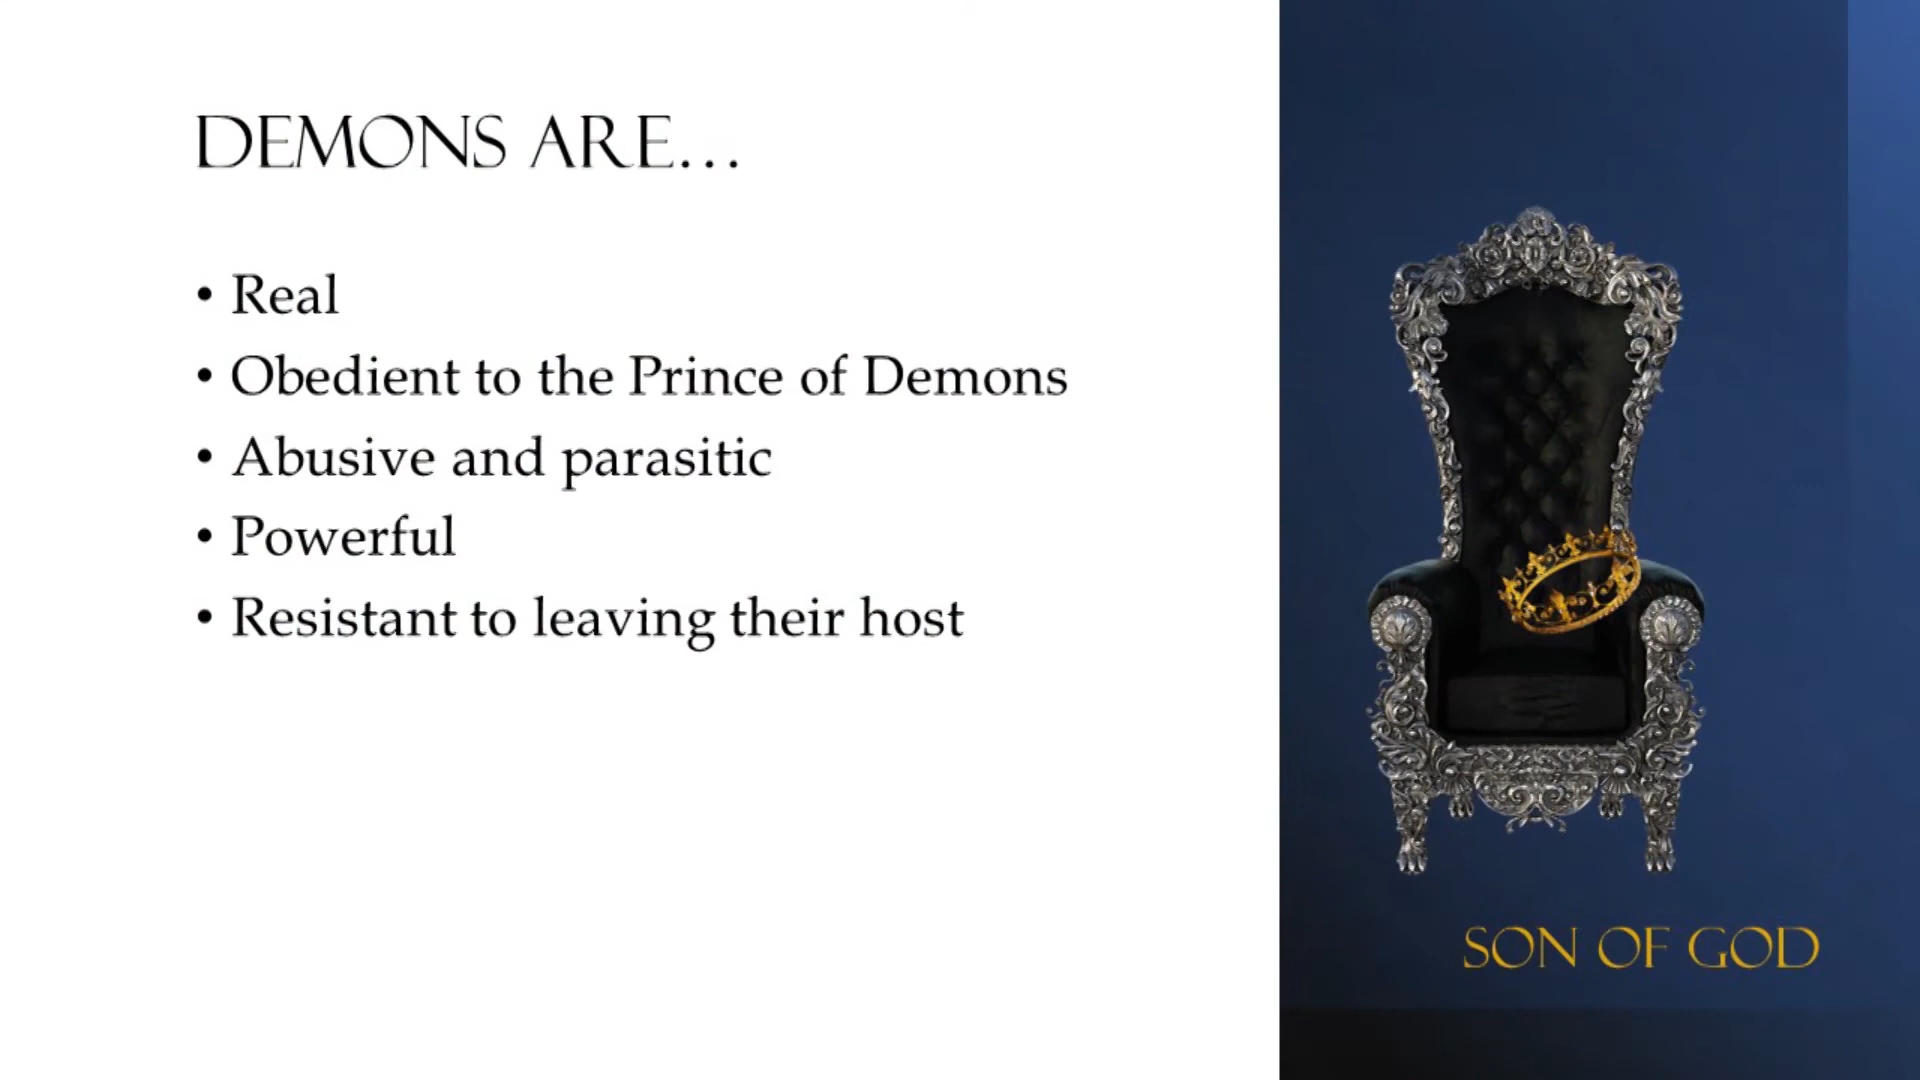 DEMONS ARE...
• Real
• Obedient to the Prince of Demons
• Abusive and parasitic
• Powerful
• Resistant to leaving their host
SON OF GOD